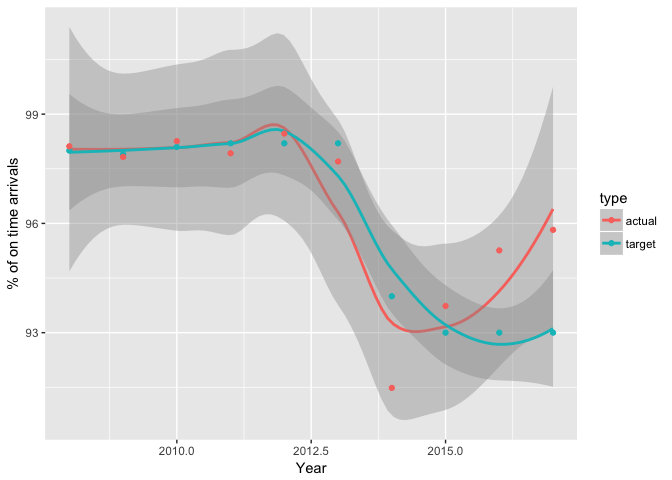 99
96
93
% of on time arrivals
2010.0
2012.5
2015.0
Year
type
actual
target